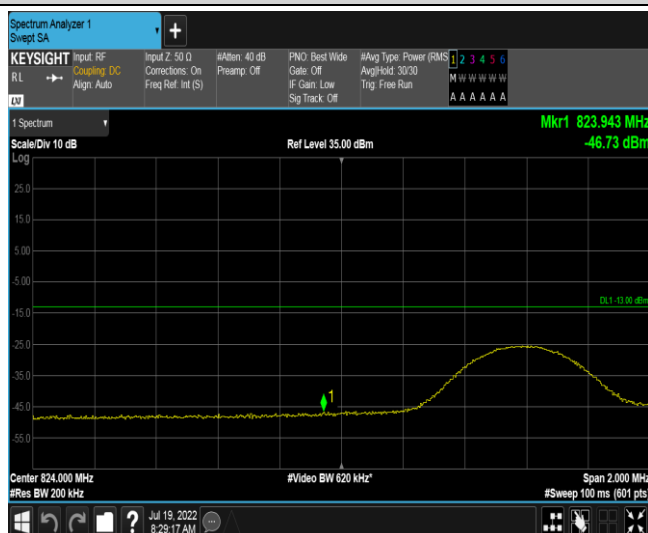 Spectrum Analyzer 1
Swept SA
+
KEYSIGHT
RL
Input: RF
Coupling: DC
Align: Auto
Input Z: 50 Ω
Corrections: On
Freq Ref: Int (S)
#Atten: 40 dB
Preamp: Off
PNO: Best Wide
Gate: Off
IF Gain: Low
Sig Track: Off
#Avg Type: Power (RMS
Avg|Hold: 30/30
Trig: Free Run
1 2 3 4 5 6
M W W W W W
A A A A A A
1 Spectrum
Mkr1 823.943 MHz
Scale/Div 10 dB
Ref Level 35.00 dBm
-46.73 dBm
Log
25.0
15.0
5.00
-5.00
DL1 -13.00 dBm
-15.0
-25.0
-35.0
1
-45.0
-55.0
Center 824.000 MHz
#Video BW 620 kHz*
Span 2.000 MHz
#Res BW 200 kHz
#Sweep 100 ms (601 pts)
?
Jul 19, 2022
8:29:17 AM